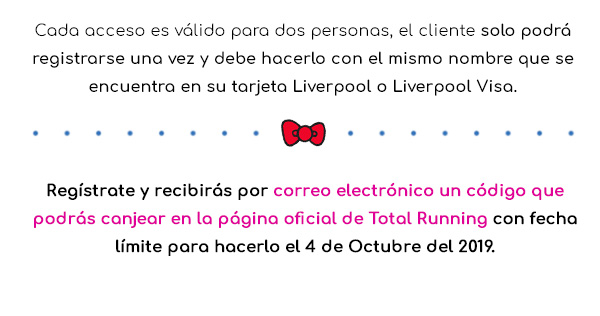 Cada acceso es válido para dos personas, el cliente solo podrá
registrarse una vez y debe hacerlo con el mismo nombre que se
encuentra en su tarjeta Liverpool o Liverpool Visa.
Regístrate y recibirás por correo electrónico un código que
podrás canjear en la página oficial de Total Running con fecha
límite para hacerlo el 4 de Octubre del 2019.